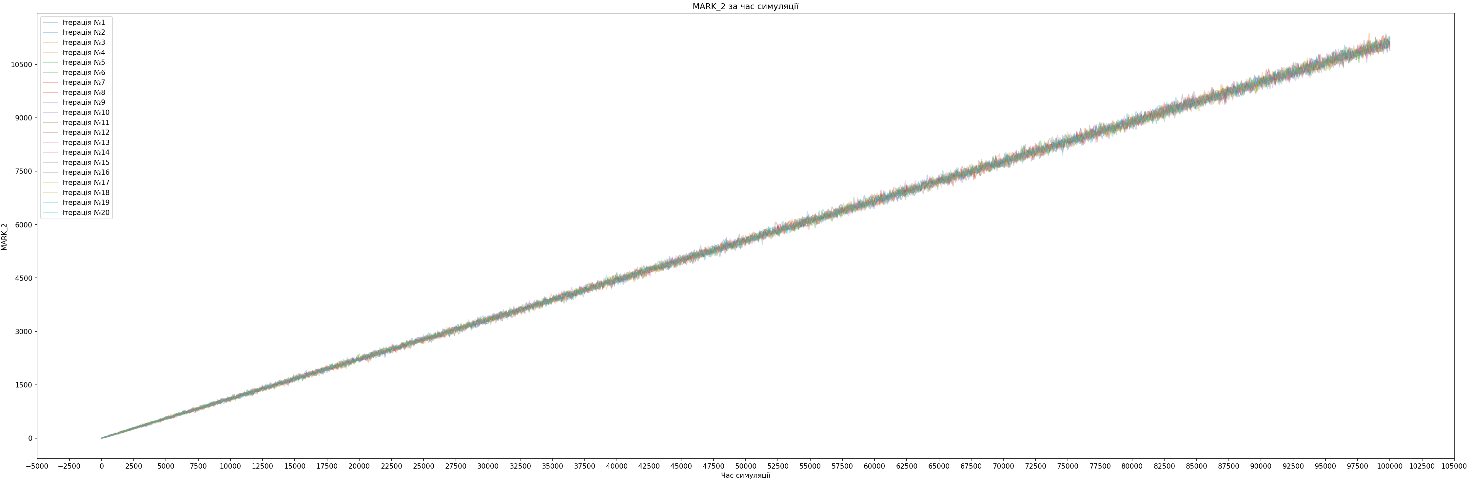 MARK_2 за час симуляції
Ітерація №1
Ітерація №2
Ітерація №3
Ітерація №4
Ітерація №5
Ітерація №6
Ітерація №7
Ітерація №8
Ітерація №9
Ітерація №10
Ітерація №11
Ітерація №12
Ітерація №13
Ітерація №14
Ітерація №15
Ітерація №16
Ітерація №17
Ітерація №18
Ітерація №19
Ітерація №20
MARK_2
10500
9000
7500
6000
4500
3000
1500
0
−5000 −2500 0 2500 5000 7500 10000 12500 15000 17500 20000 22500 25000 27500 30000 32500 35000 37500 40000 42500 45000 47500 50000 52500 55000 57500 60000 62500 65000 67500 70000 72500 75000 77500 80000 82500 85000 87500 90000 92500 95000 97500 100000 102500 105000
Час симуляції